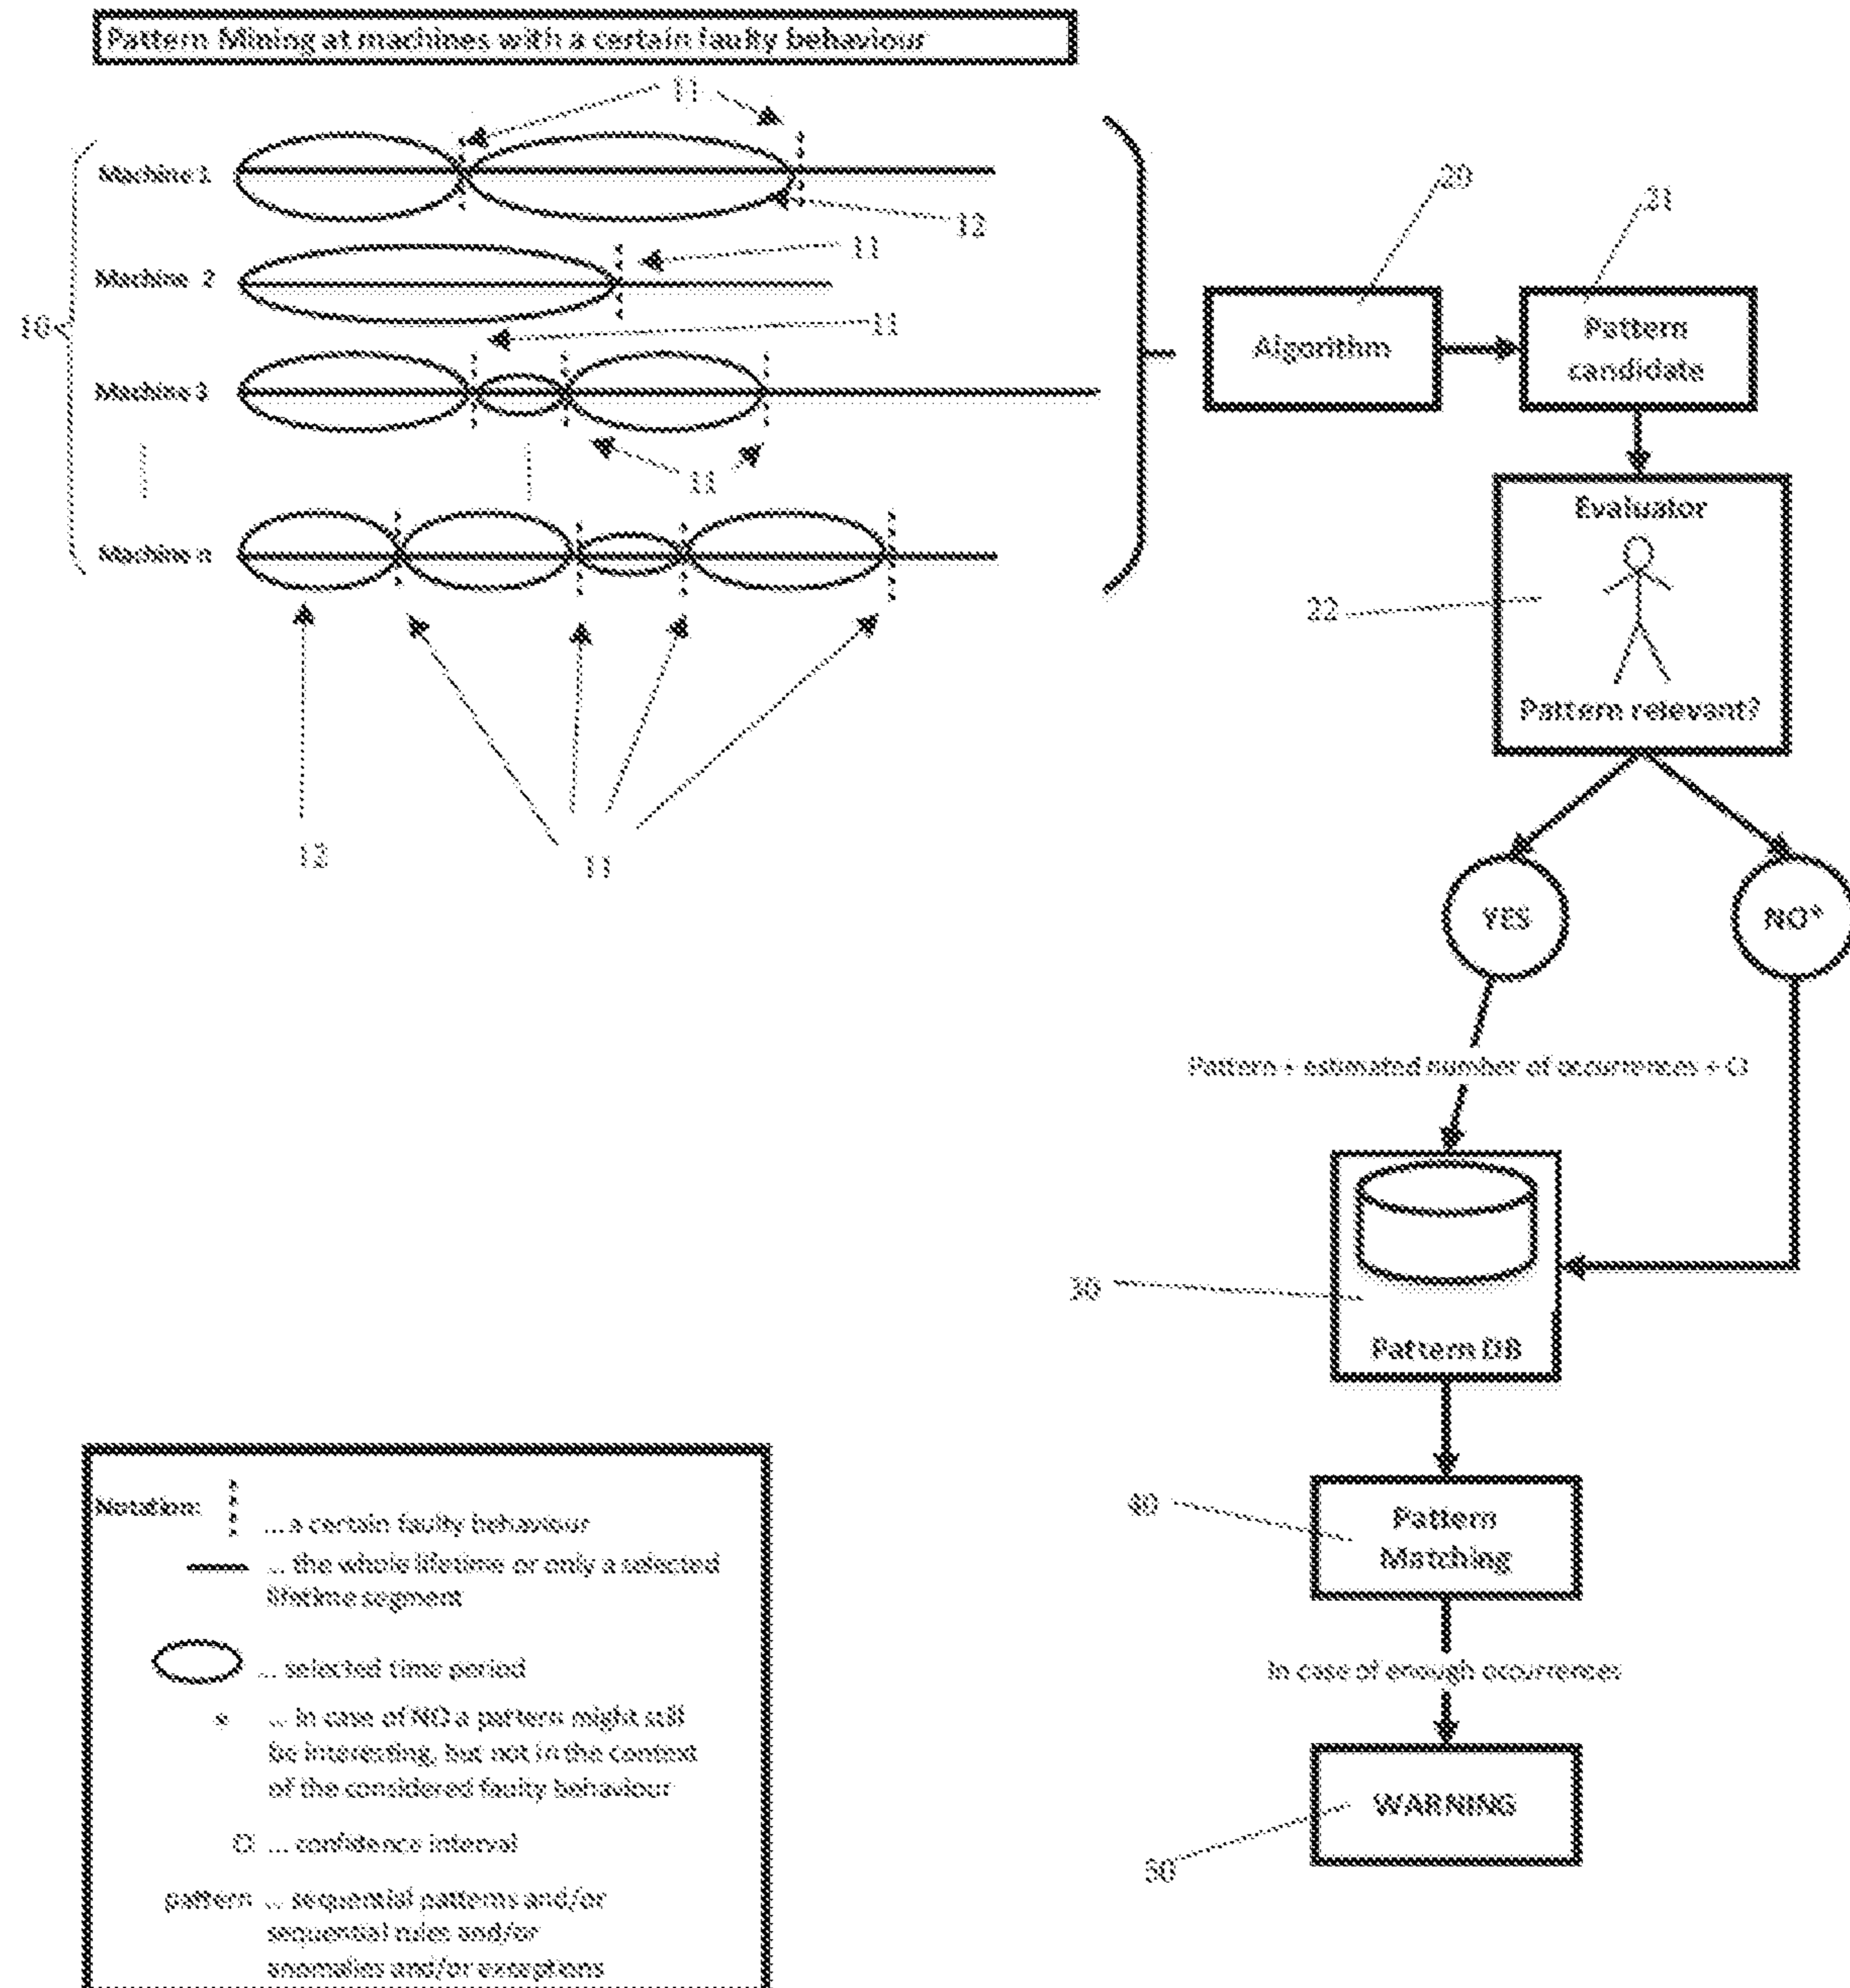 Pattern Mining at machines with a certain faulty behaviour
11
Machine 1
12
11
Machine 2
11
10
Machine 3
11
Machine n
12
11
20
21
Algorithm
Pattern
candidate
Evaluator
22
Pattern relevant?
YES
NO*
Pattern + estimated number of occurrences + CI
30
Pattern DB
40
Pattern
Matching
In case of enough occurrences
WARNING
50
Notation:
... a certain faulty behaviour
... the whole lifetime or only a selected
lifetime segment
... selected time period
* ... in case of NO a pattern might still
be interesting, but not in the context
of the considered faulty behaviour
CI ... confidence interval
pattern ... sequential patterns and/or
sequential rules and/or
anomalies and/or exceptions